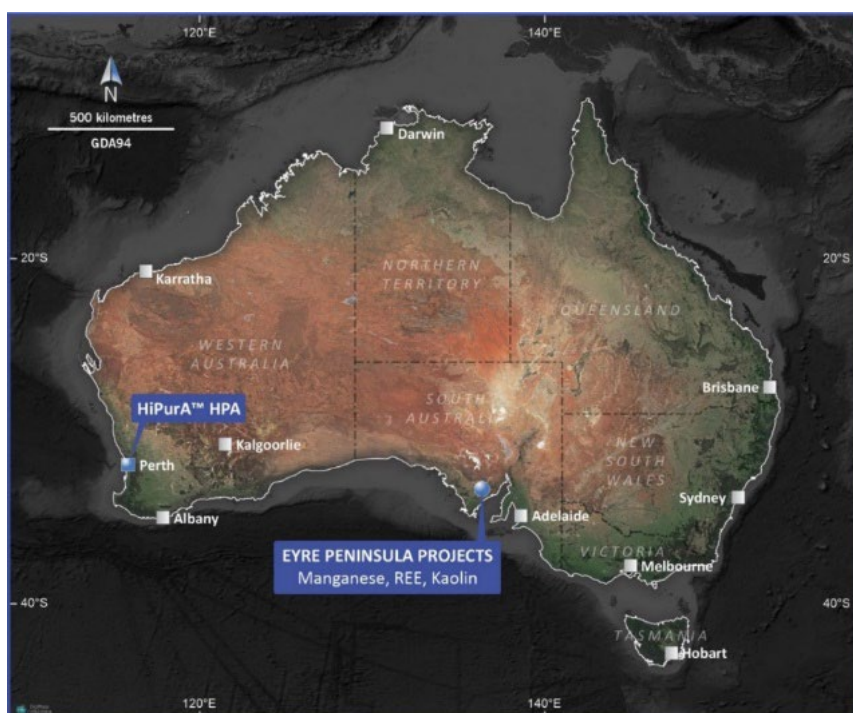 120°E
140°E
N
500 kilometres
GDA94
Darwin
20°S
20°S
Karratha
NORTHERN
TERRITORY
QUEENSLAND
WESTERN
AUSTRALIA
Brisbane
HiPurA™ HPA
SOUTH
AUSTRALI
Kalgoorlie
NEW
SOUTH
WALES
Perth
Sydney
Albany
Adelaide
EYRE PENINSULA PROJECTS
Manganese, REE, Kaolin
VICTORIA
Melbourne
40°S
40°S
TASMANIA
Hobart
120°E
140°E